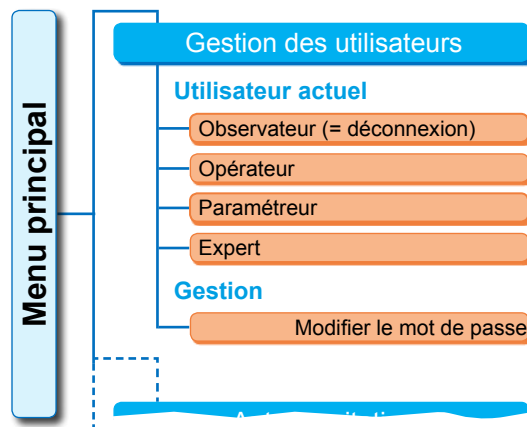 Menu principal
Gestion des utilisateurs
Utilisateur actuel
Observateur (= déconnexion)
Opérateur
Paramétreur
Expert
Gestion
Modifier le mot de passe